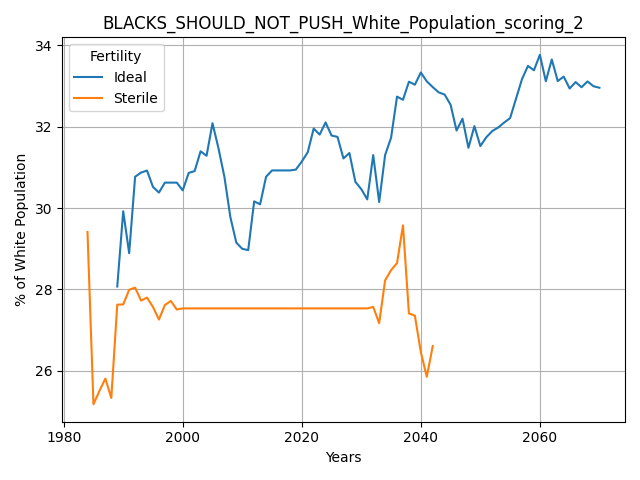 BLACKS_SHOULD_NOT_PUSH_White_Population_scoring_2
Fertility
Ideal
Sterile
% of White Population
34
32
30
28
26
1980
2000
2020
2040
2060
Years